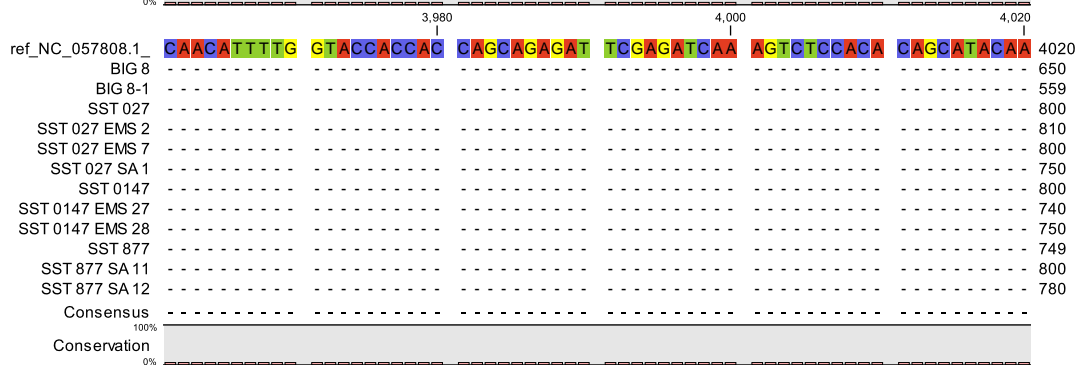 0%
3,980 4,000 4,020
ref_NC_057808.1_ CAACATTTTG GTACCACCAC CAGCAGAGAT TCGAGATCAA AGTCTCCACA CAGCATACAA 4020
BIG 8 ---------- ---------- ---------- ---------- ---------- ---------- 650
BIG 8-1 ---------- ---------- ---------- ---------- ---------- ---------- 559
SST 027 ---------- ---------- ---------- ---------- ---------- ---------- 800
SST 027 EMS 2 ---------- ---------- ---------- ---------- ---------- ---------- 810
SST 027 EMS 7 ---------- ---------- ---------- ---------- ---------- ---------- 800
SST 027 SA 1 ---------- ---------- ---------- ---------- ---------- ---------- 750
SST 0147 ---------- ---------- ---------- ---------- ---------- ---------- 800
SST 0147 EMS 27 ---------- ---------- ---------- ---------- ---------- ---------- 740
SST 0147 EMS 28 ---------- ---------- ---------- ---------- ---------- ---------- 750
SST 877 ---------- ---------- ---------- ---------- ---------- ---------- 749
SST 877 SA 11 ---------- ---------- ---------- ---------- ---------- ---------- 800
SST 877 SA 12 ---------- ---------- ---------- ---------- ---------- ---------- 780
Consensus ---------- ---------- ---------- ---------- ---------- ----------
100%
Conservation
0%